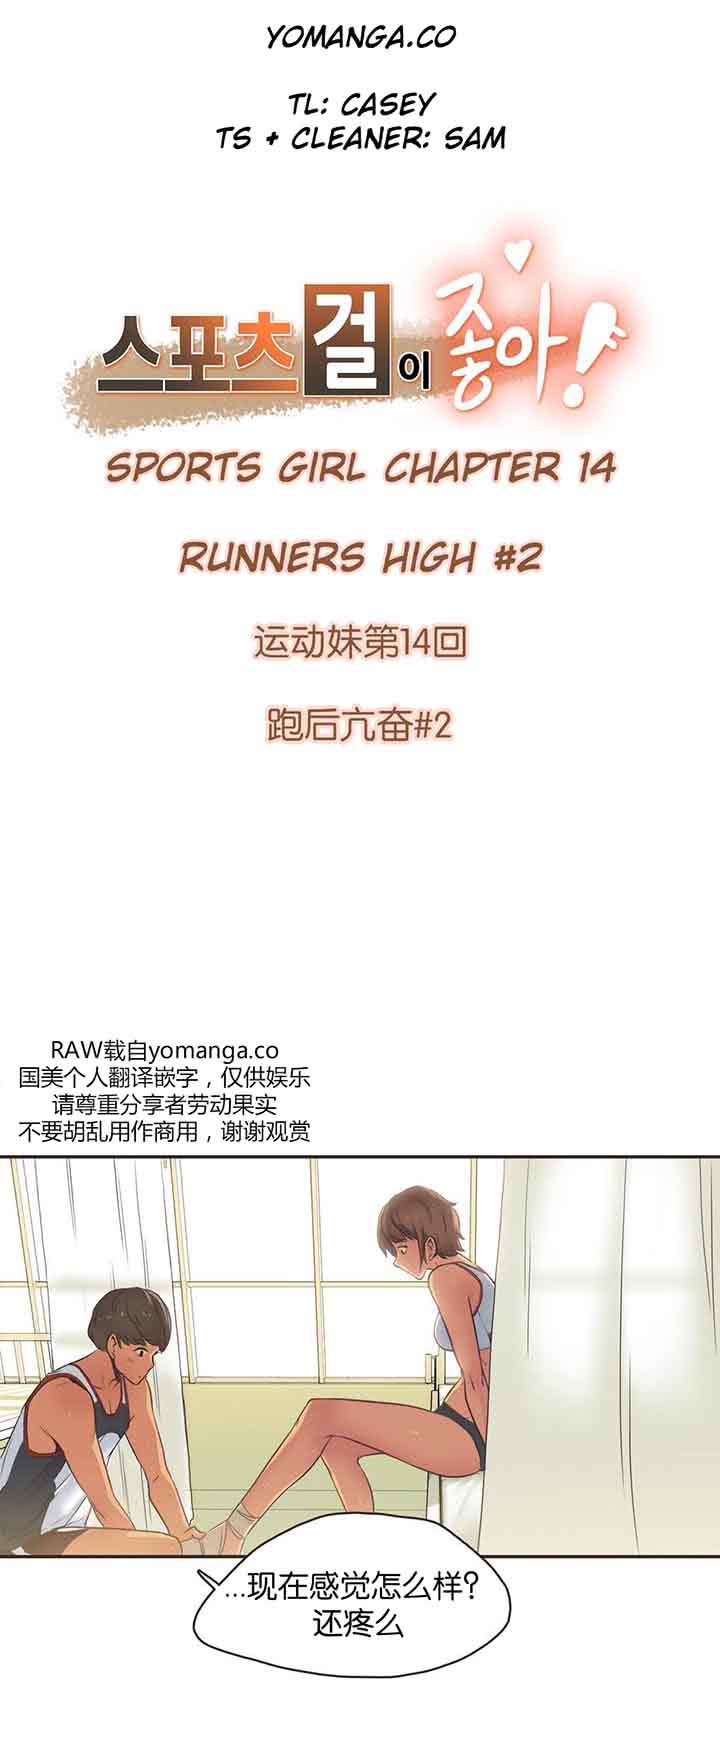 YOMANGA.CO
TL: CASEY
TS + CLEANER: SAM
스포츠걸이 좋아!
SPORTS GIRL CHAPTER 14
RUNNERS HIGH #2
运动妹第14回
跑后亢奋#2
RAW载自yomanga.co
国美个人翻译嵌字，仅供娱乐
请尊重分享者劳动果实
不要胡乱用作商用，谢谢观赏
...现在感觉怎么样?
还疼么